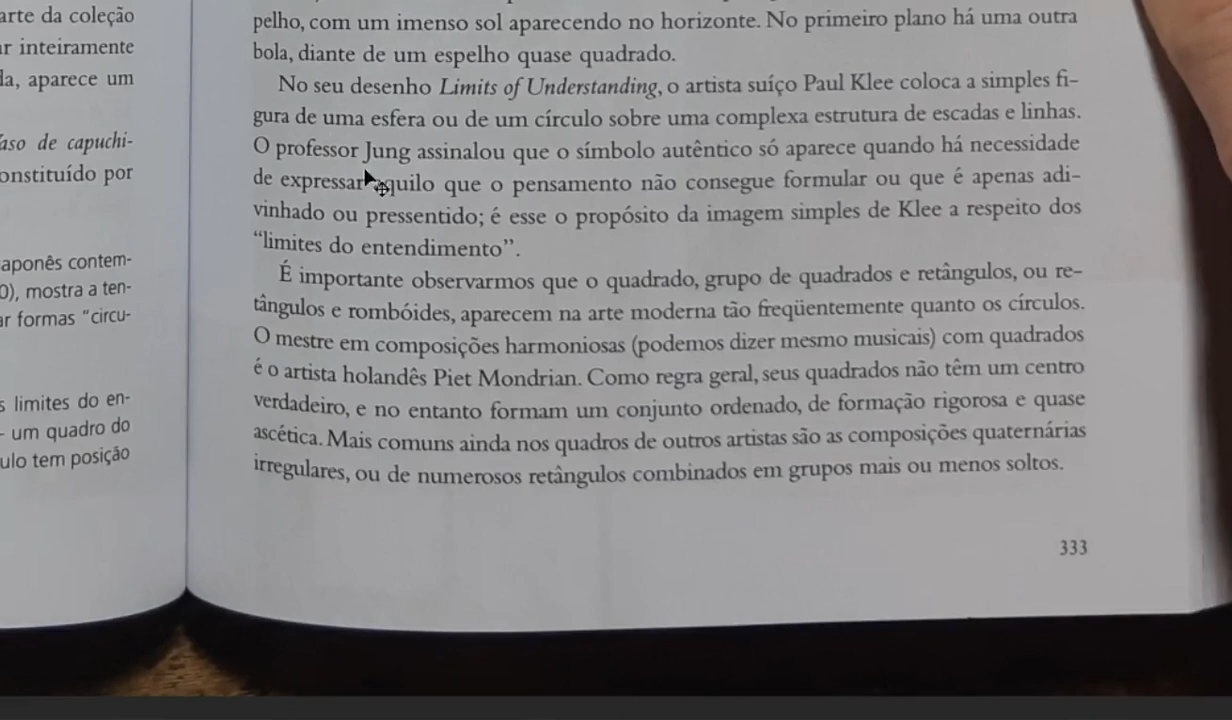 arte da coleção
r inteiramente
la, aparece um
aso de capuchi-
onstituído por
aponês contem-
0), mostra a ten-
ar formas “circu-
s limites do en-
– um quadro do
ulo tem posição
pelho, com um imenso sol aparecendo no horizonte. No primeiro plano há uma outra
bola, diante de um espelho quase quadrado.
No seu desenho Limits of Understanding, o artista suíço Paul Klee coloca a simples fi-
gura de uma esfera ou de um círculo sobre uma complexa estrutura de escadas e linhas.
O professor Jung assinalou que o símbolo autêntico só aparece quando há necessidade
de expressar aquilo que o pensamento não consegue formular ou que é apenas adi-
vinhado ou pressentido; é esse o propósito da imagem simples de Klee a respeito dos
“limites do entendimento”.
É importante observarmos que o quadrado, grupo de quadrados e retângulos, ou re-
tângulos e rombóides, aparecem na arte moderna tão freqüentemente quanto os círculos.
O mestre em composições harmoniosas (podemos dizer mesmo musicais) com quadrados
é o artista holandês Piet Mondrian. Como regra geral, seus quadrados não têm um centro
verdadeiro, e no entanto formam um conjunto ordenado, de formação rigorosa e quase
ascética. Mais comuns ainda nos quadros de outros artistas são as composições quaternárias
irregulares, ou de numerosos retângulos combinados em grupos mais ou menos soltos.
333